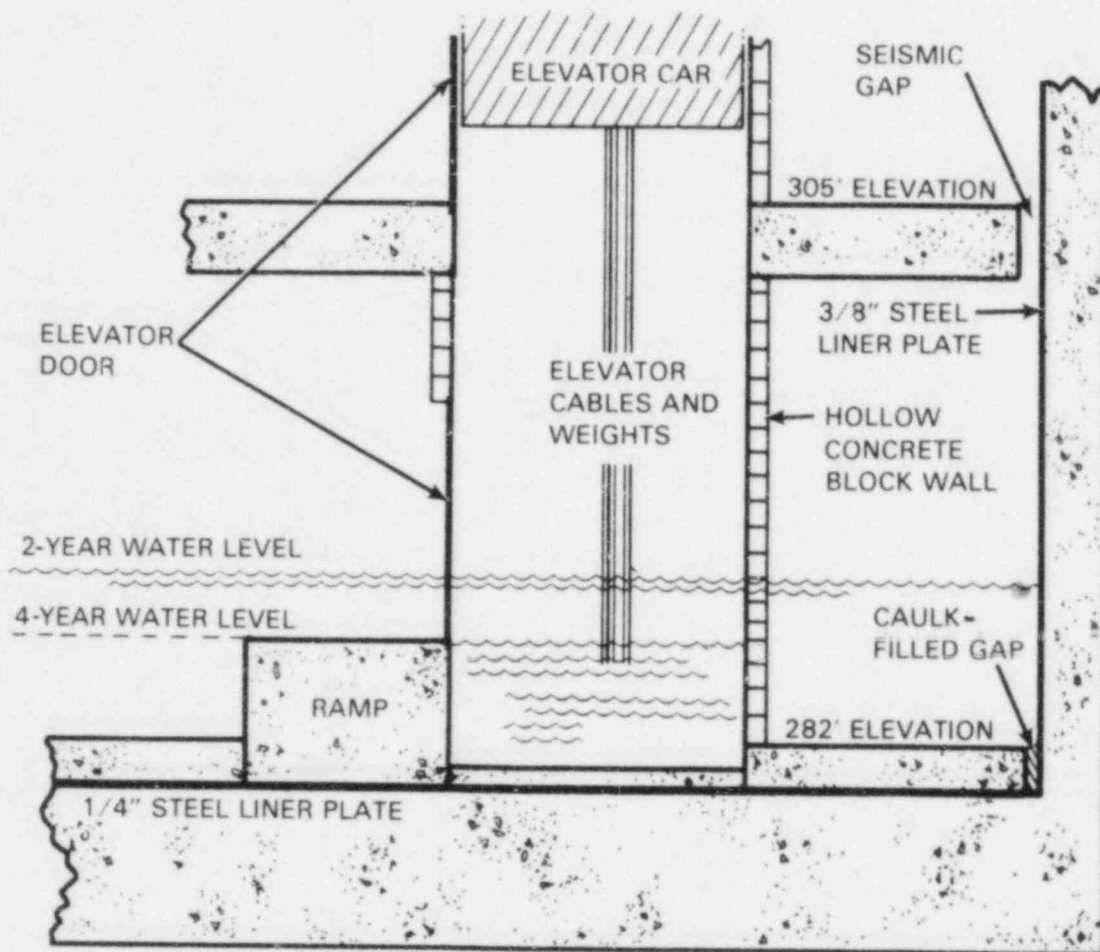 ELEVATOR CAR
SEISMIC
GAP
305' ELEVATION
3/8" STEEL
LINER PLATE
ELEVATOR
DOOR
ELEVATOR
CABLES AND
WEIGHTS
HOLLOW
CONCRETE
BLOCK WALL
2-YEAR WATER LEVEL
4-YEAR WATER LEVEL
CAULK-
FILLED GAP
RAMP
282' ELEVATION
1/4" STEEL LINER PLATE